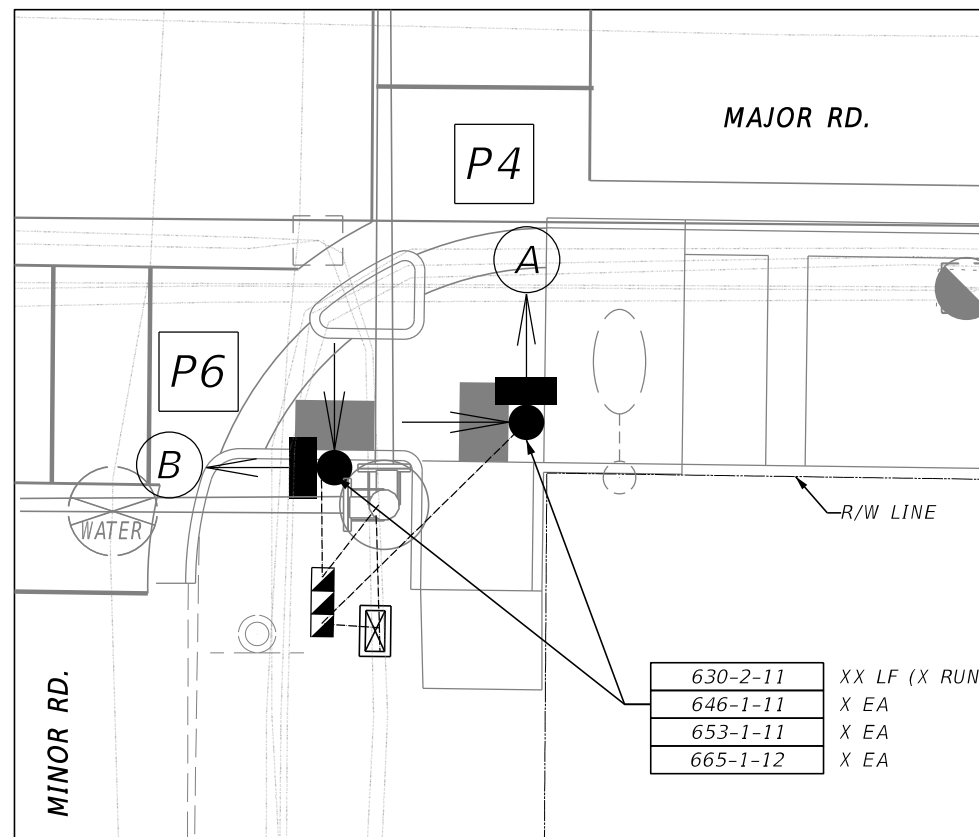 MAJOR RD.
P4
A
P6
B
WATER
R/W LINE
630-2-11 XX LF (X RUN
646-1-11 X EA
653-1-11 X EA
665-1-12 X EA
MINOR RD.